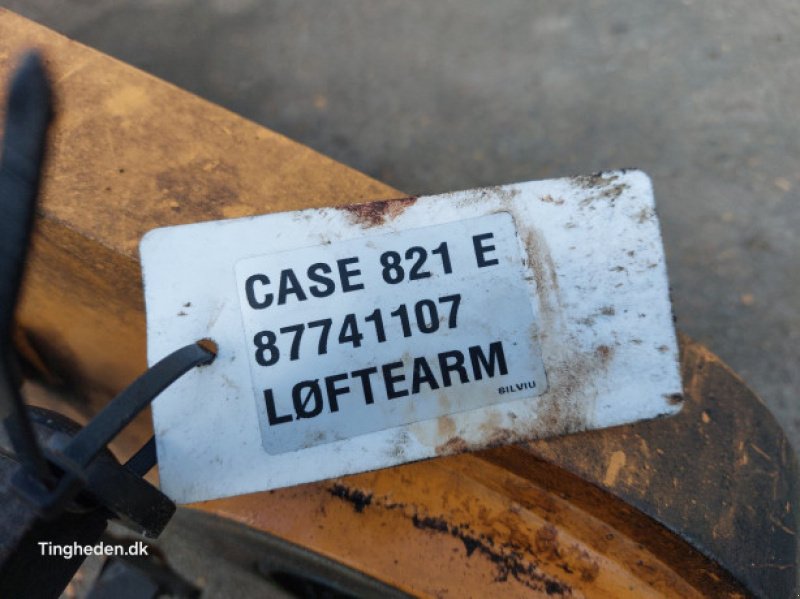 CASE 821 E
87741107
LØFTEARM
SILVIU
Tingheden.dk